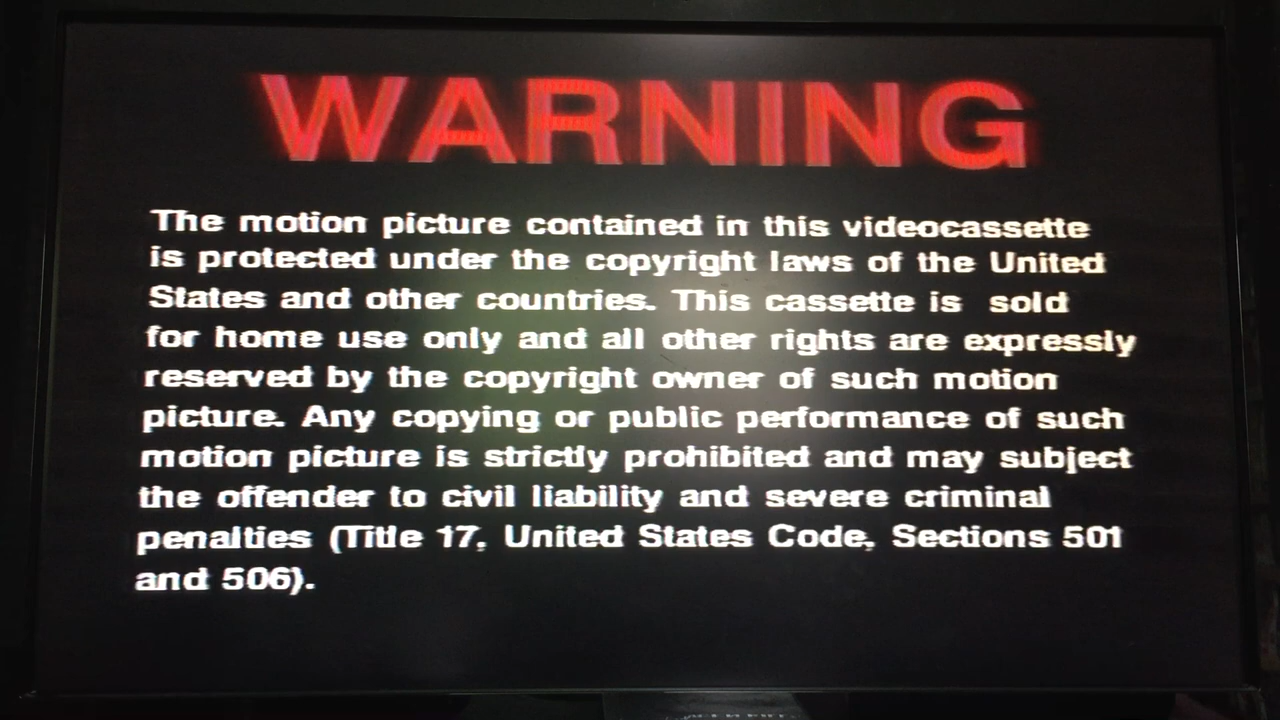 WARNING
The motion picture contained in this videocassette
is protected under the copyright laws of the United
States and other countries. This cassette is sold
for home use only and all other rights are expressly
reserved by the copyright owner of such motion
picture. Any copying or public performance of such
motion picture is strictly prohibited and may subject
the offender to civil liability and severe criminal
penalties (Title 17, United States Code, Sections 501
and 506).